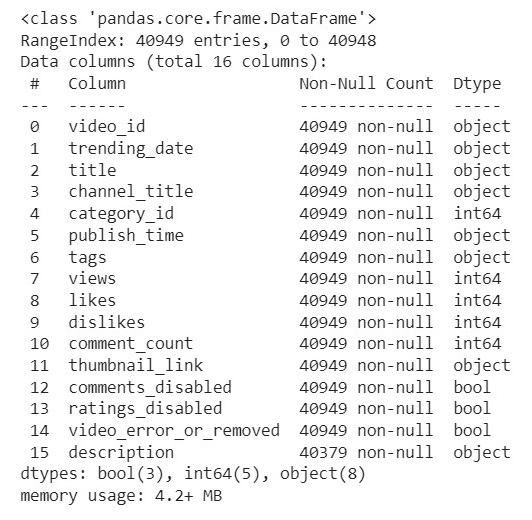 <class 'pandas.core.frame.DataFrame'>
RangeIndex: 40949 entries, 0 to 40948
Data columns (total 16 columns):
 #   Column                  Non-Null Count  Dtype
---  ------                  --------------  -----
 0   video_id                40949 non-null  object
 1   trending_date           40949 non-null  object
 2   title                   40949 non-null  object
 3   channel_title           40949 non-null  object
 4   category_id             40949 non-null  int64
 5   publish_time            40949 non-null  object
 6   tags                    40949 non-null  object
 7   views                   40949 non-null  int64
 8   likes                   40949 non-null  int64
 9   dislikes                40949 non-null  int64
 10  comment_count           40949 non-null  int64
 11  thumbnail_link          40949 non-null  object
 12  comments_disabled       40949 non-null  bool
 13  ratings_disabled        40949 non-null  bool
 14  video_error_or_removed  40949 non-null  bool
 15  description             40379 non-null  object
dtypes: bool(3), int64(5), object(8)
memory usage: 4.2+ MB